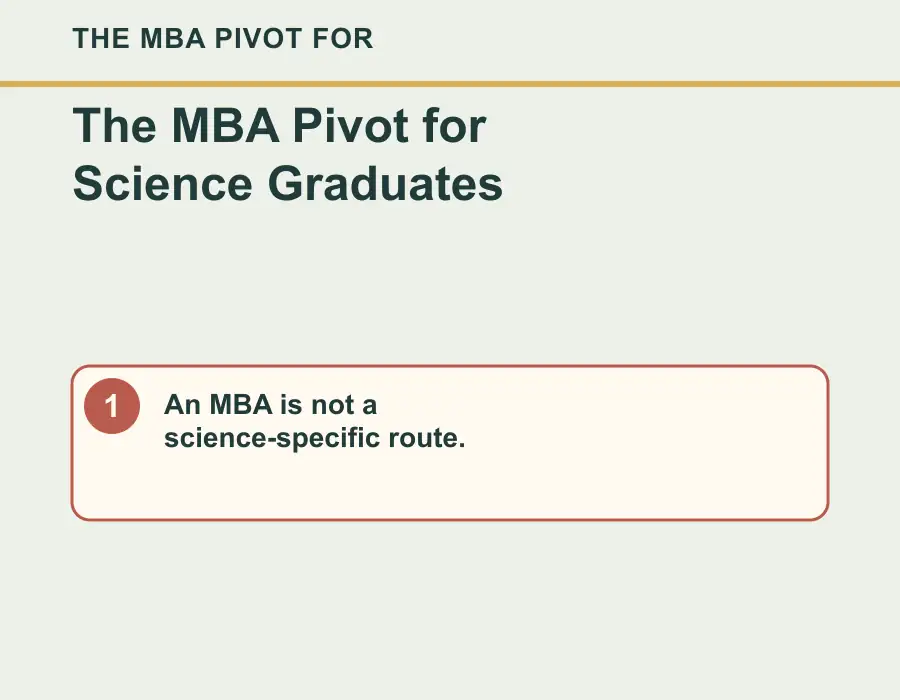 THE MBA PIVOT FOR
The MBA Pivot for
Science Graduates
1
An MBA is not a
science-specific route.